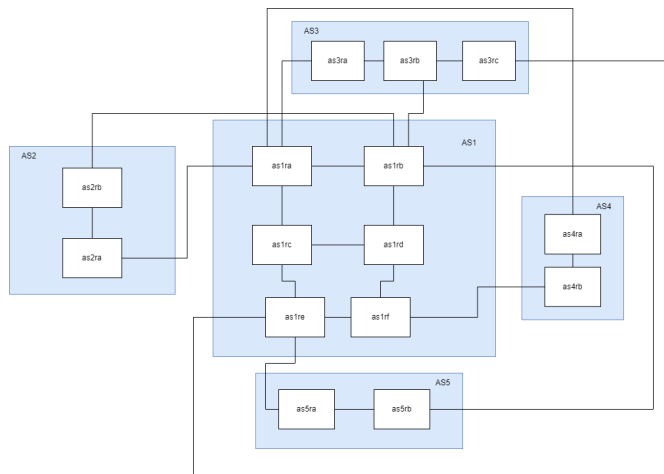 AS3
as3ra
as3rb
as3rc
AS1
AS2
as1ra
as1rb
as2rb
AS4
as1rc
as1rd
as4ra
as2ra
as4rb
as1re
as1rf
AS5
as5ra
as5rb